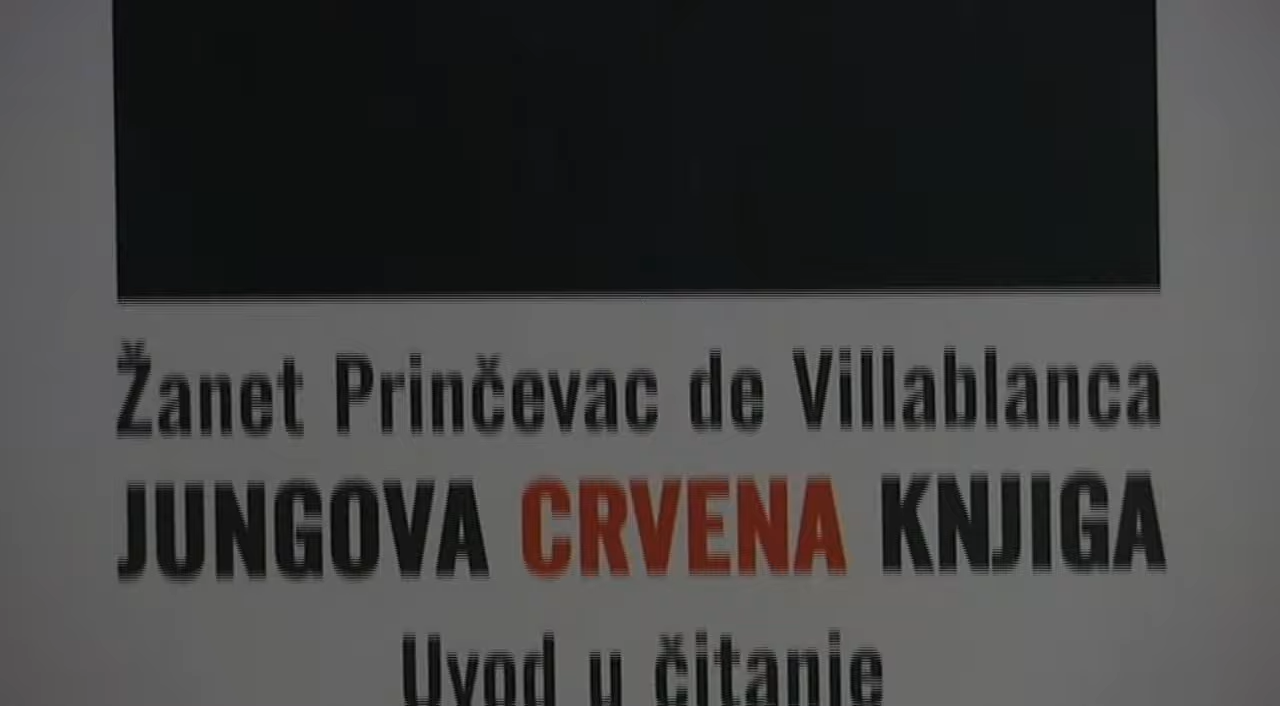 Žanet Prinčevac de Villablanca
JUNGOVA CRVENA KNJIGA
Uvod u čitanje